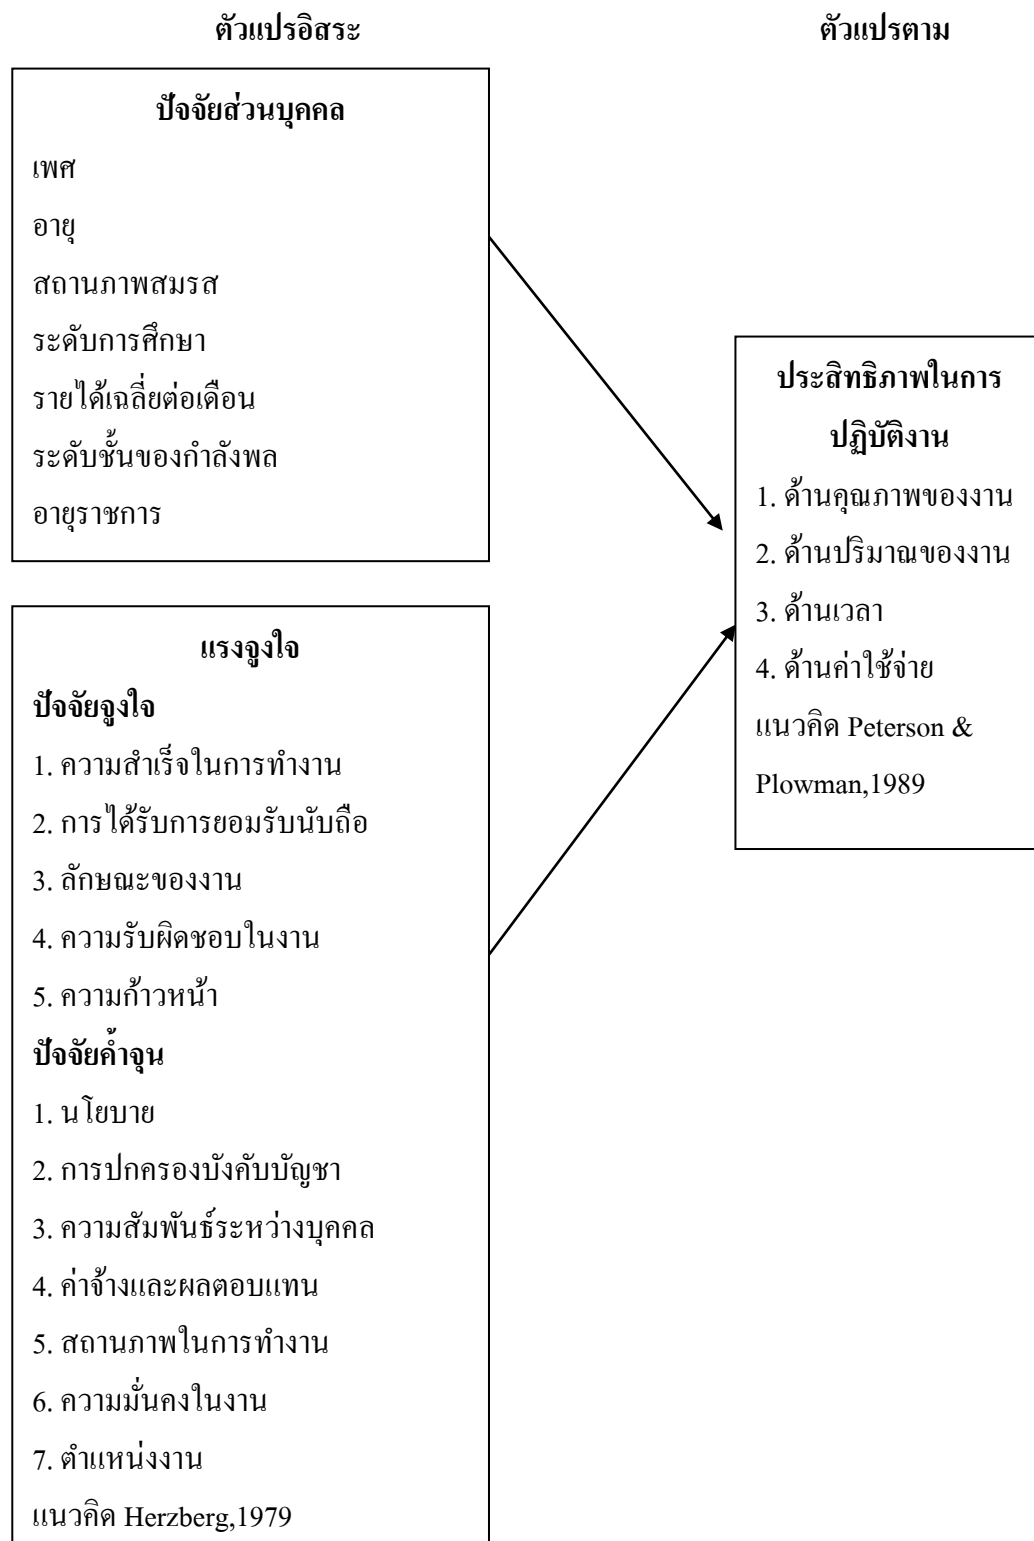 ตัวแปรอิสระ
ตัวแปรตาม
ปัจจัยส่วนบุคคล
เพศ
อายุ
สถานภาพสมรส
ระดับการศึกษา
รายได้เฉลี่ยต่อเดือน
ระดับชั้นของกำลังพล
อายุราชการ
แรงจูงใจ
ปัจจัยจูงใจ
1. ความสำเร็จในการทำงาน
2. การได้รับการยอมรับนับถือ
3. ลักษณะของงาน
4. ความรับผิดชอบในงาน
5. ความก้าวหน้า
ปัจจัยค้ำจุน
1. นโยบาย
2. การปกครองบังคับบัญชา
3. ความสัมพันธ์ระหว่างบุคคล
4. ค่าจ้างและผลตอบแทน
5. สถานภาพในการทำงาน
6. ความมั่นคงในงาน
7. ตำแหน่งงาน
แนวคิด Herzberg,1979
ประสิทธิภาพในการ
ปฏิบัติงาน
1. ด้านคุณภาพของงาน
2. ด้านปริมาณของงาน
3. ด้านเวลา
4. ด้านค่าใช้จ่าย
แนวคิด Peterson &
Plowman,1989